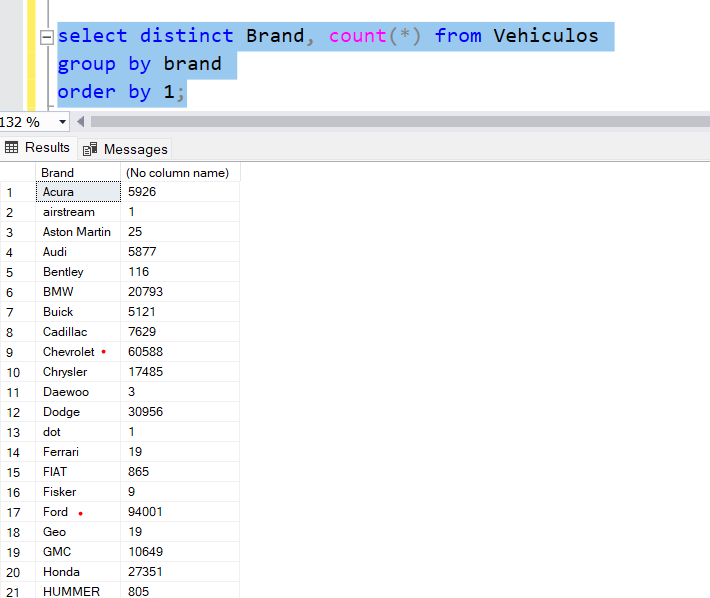 select distinct Brand, count(*) from Vehiculos
group by brand
order by 1;
132 %
Results Messages
Brand (No column name)
1 Acura 5926
2 airstream 1
3 Aston Martin 25
4 Audi 5877
5 Bentley 116
6 BMW 20793
7 Buick 5121
8 Cadillac 7629
9 Chevrolet 60588
10 Chrysler 17485
11 Daewoo 3
12 Dodge 30956
13 dot 1
14 Ferrari 19
15 FIAT 865
16 Fisker 9
17 Ford 94001
18 Geo 19
19 GMC 10649
20 Honda 27351
21 HUMMER 805